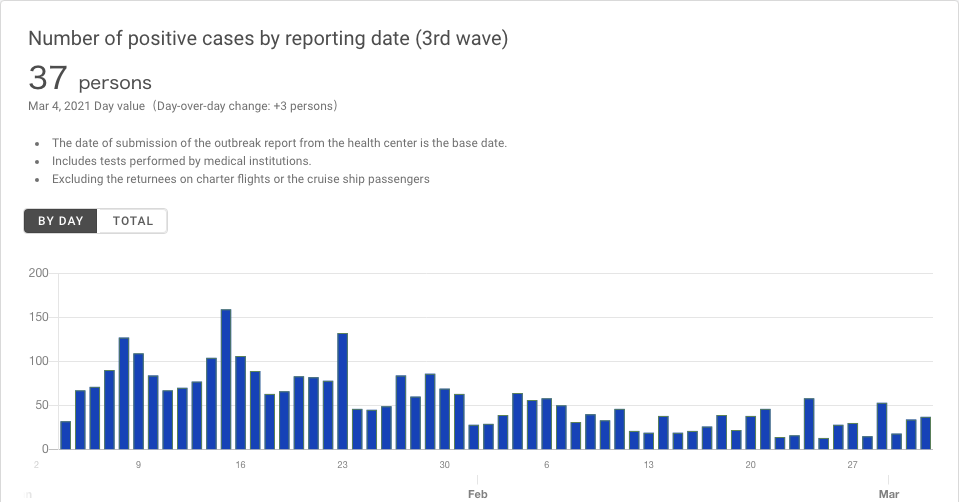 Number of positive cases by reporting date (3rd wave)
37 persons
Mar 4, 2021 Day value (Day-over-day change: +3 persons)
The date of submission of the outbreak report from the health center is the base date.
Includes tests performed by medical institutions.
Excluding the returnees on charter flights or the cruise ship passengers
BY DAY TOTAL
200
150
100
50
0
2 9 16 23 30 6 13 20 27
Feb Mar